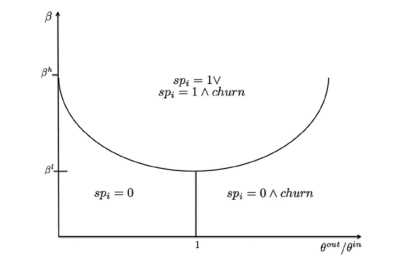 β
β^h
sp_i = 1∨
sp_i = 1 ∧ churn
β^l
sp_i = 0
sp_i = 0 ∧ churn
1
θ^out/θ^in